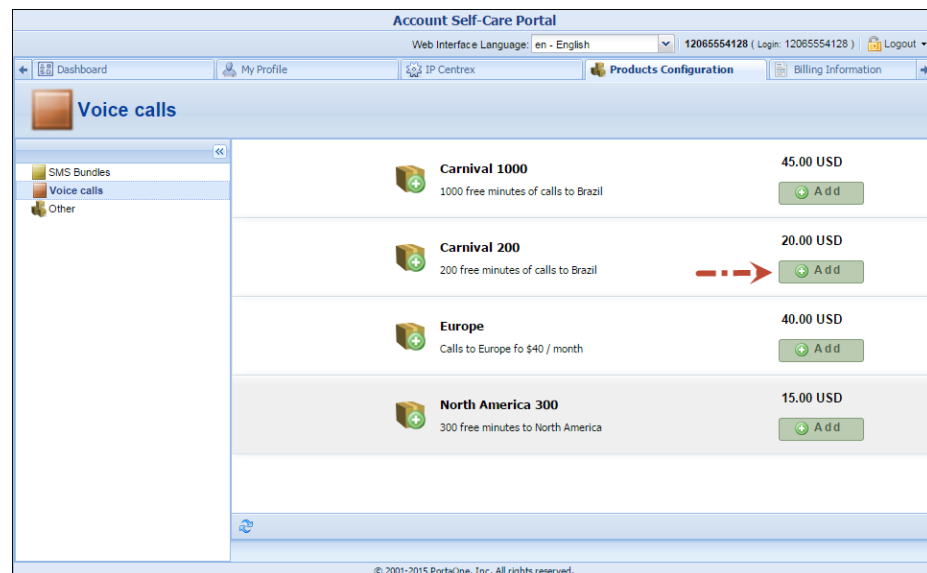 Account Self-Care Portal
Web Interface Language: en - English 12065554128 ( Login: 12065554128 ) Logout
Dashboard My Profile IP Centrex Products Configuration Billing Information
Voice calls
SMS Bundles
Voice calls
Other
Carnival 1000
1000 free minutes of calls to Brazil
45.00 USD
Add
Carnival 200
200 free minutes of calls to Brazil
20.00 USD
Add
Europe
Calls to Europe fo $40 / month
40.00 USD
Add
North America 300
300 free minutes to North America
15.00 USD
Add
© 2001-2015 PortaOne, Inc. All rights reserved.